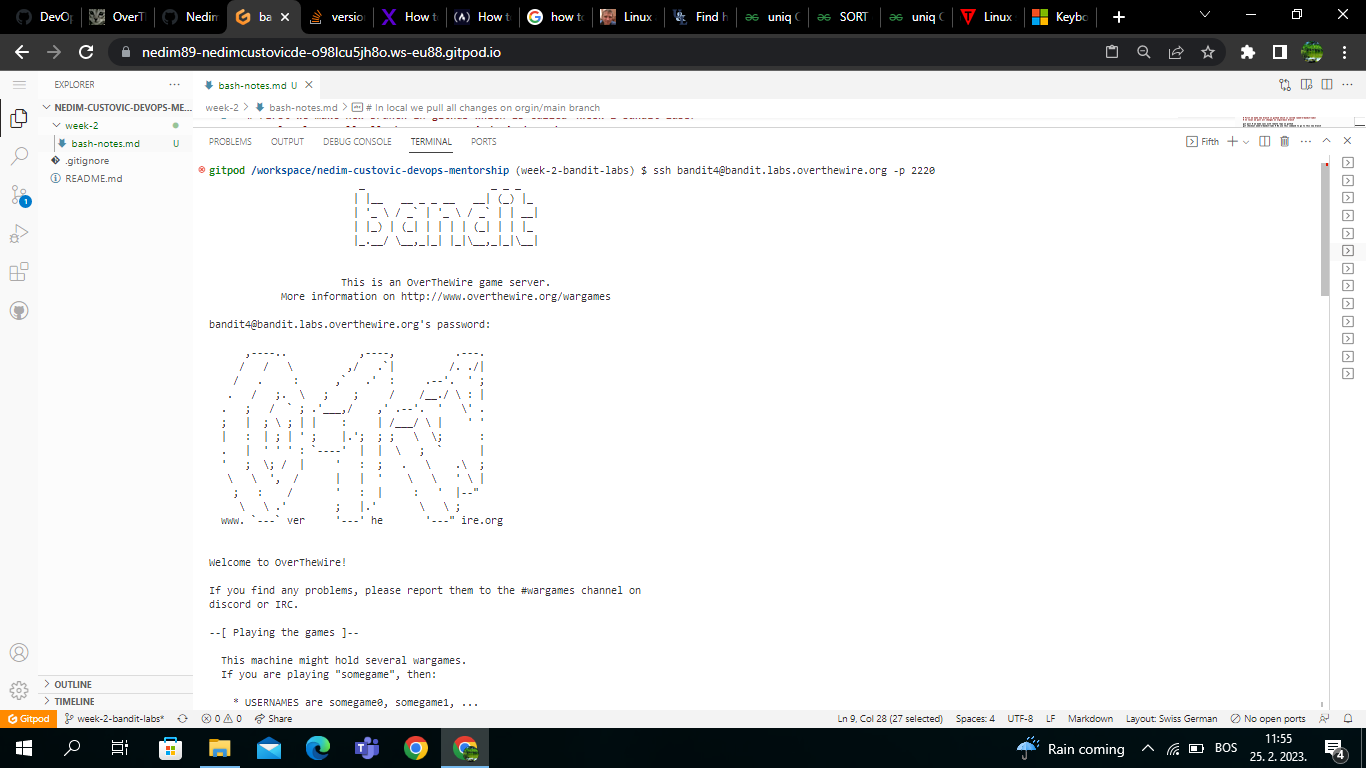 DevO
OverT
Nedim
ba
versio
How t
How t
how to
Linux
Find h
uniq
SORT
uniq
Linux
Keybo
nedim89-nedimcustovicde-o98lcu5jh8o.ws-eu88.gitpod.io
EXPLORER
bash-notes.md U
NEDIM-CUSTOVIC-DEVOPS-ME...
week-2 > bash-notes.md > # In local we pull all changes on orgin/main branch
week-2
bash-notes.md U
.gitignore
README.md
1
PROBLEMS OUTPUT DEBUG CONSOLE TERMINAL PORTS
Fifth
gitpod /workspace/nedim-custovic-devops-mentorship (week-2-bandit-labs) $ ssh bandit4@bandit.labs.overthewire.org -p 2220
bandit
This is an OverTheWire game server.
More information on http://www.overthewire.org/wargames
bandit4@bandit.labs.overthewire.org's password:
www. ver he ire.org
Welcome to OverTheWire!
If you find any problems, please report them to the #wargames channel on
discord or IRC.
--[ Playing the games ]--
This machine might hold several wargames.
If you are playing "somegame", then:
* USERNAMES are somegame0, somegame1, ...
OUTLINE
TIMELINE
Gitpod
week-2-bandit-labs*
0 0
Share
Ln 9, Col 28 (27 selected)
Spaces: 4
UTF-8
LF
Markdown
Layout: Swiss German
No open ports
Rain coming
BOS
11:55
25. 2. 2023.
4